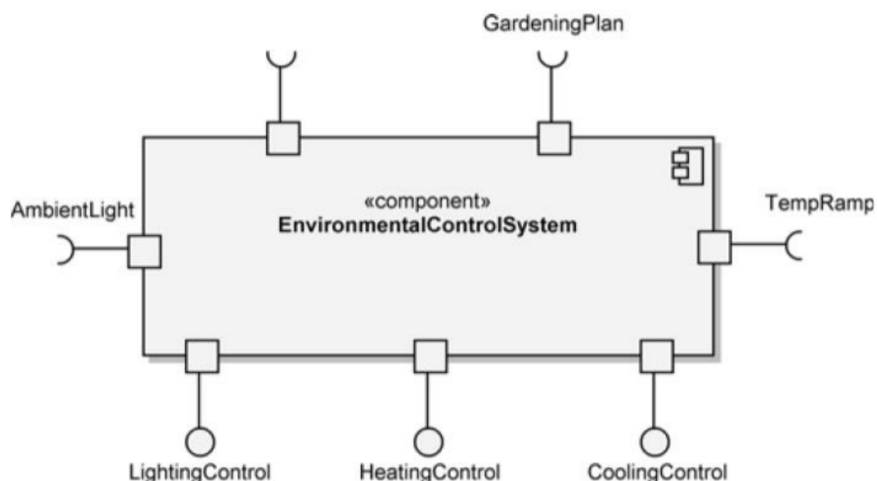 GardeningPlan
AmbientLight
«component»
EnvironmentalControlSystem
TempRamp
LightingControl
HeatingControl
CoolingControl